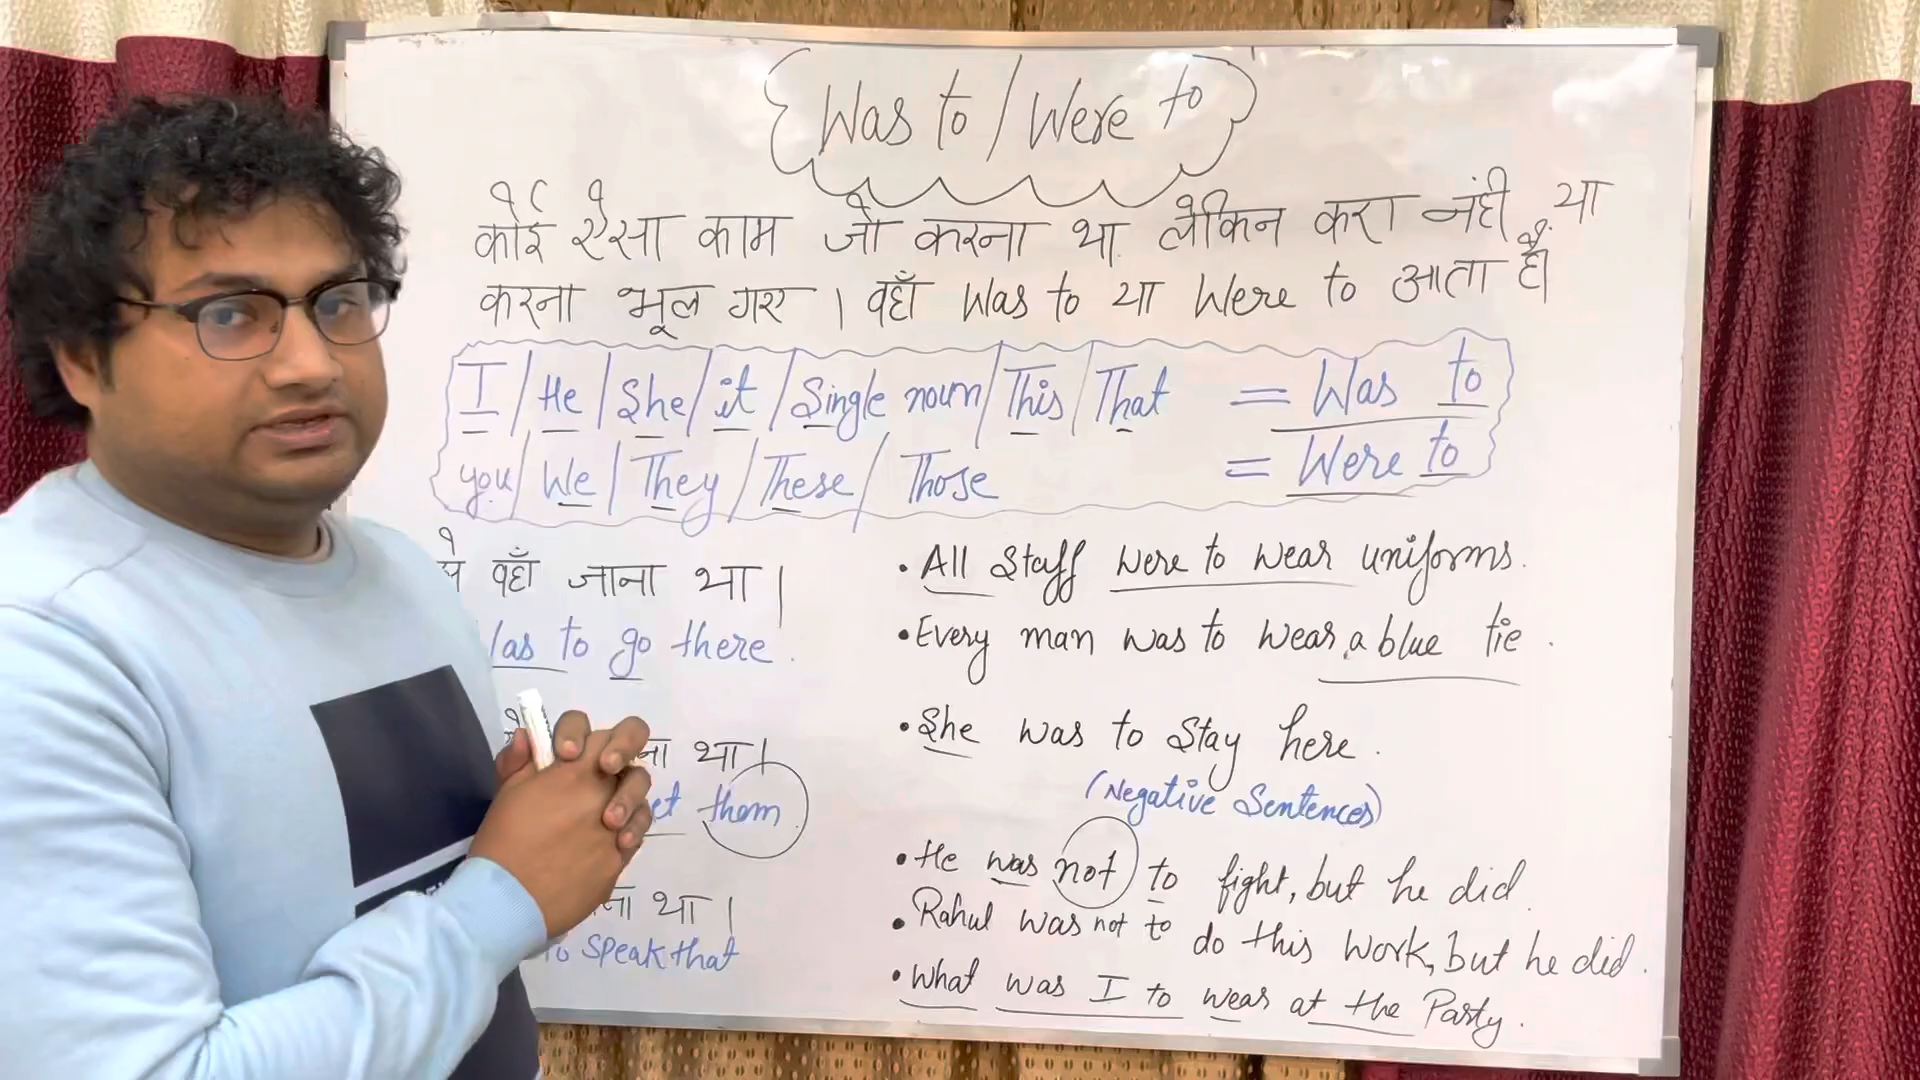 Was to / Were to
कोई ऐसा काम जो करना था लेकिन करा नंही या
करना भूल गए । वहाँ Was to या Were to आता है।
I / He / She / it / Single noun / This / That = Was to
you / We / They / These / Those = Were to
वहाँ जाना था।
to go there.
था।
them
था।
to speak that
• All Staff were to wear uniforms.
• Every man was to wear a blue tie.
• She was to Stay here.
(Negative Sentences)
• He was not to fight, but he did.
• Rahul was not to do this work, but he did.
• What was I to wear at the Party.